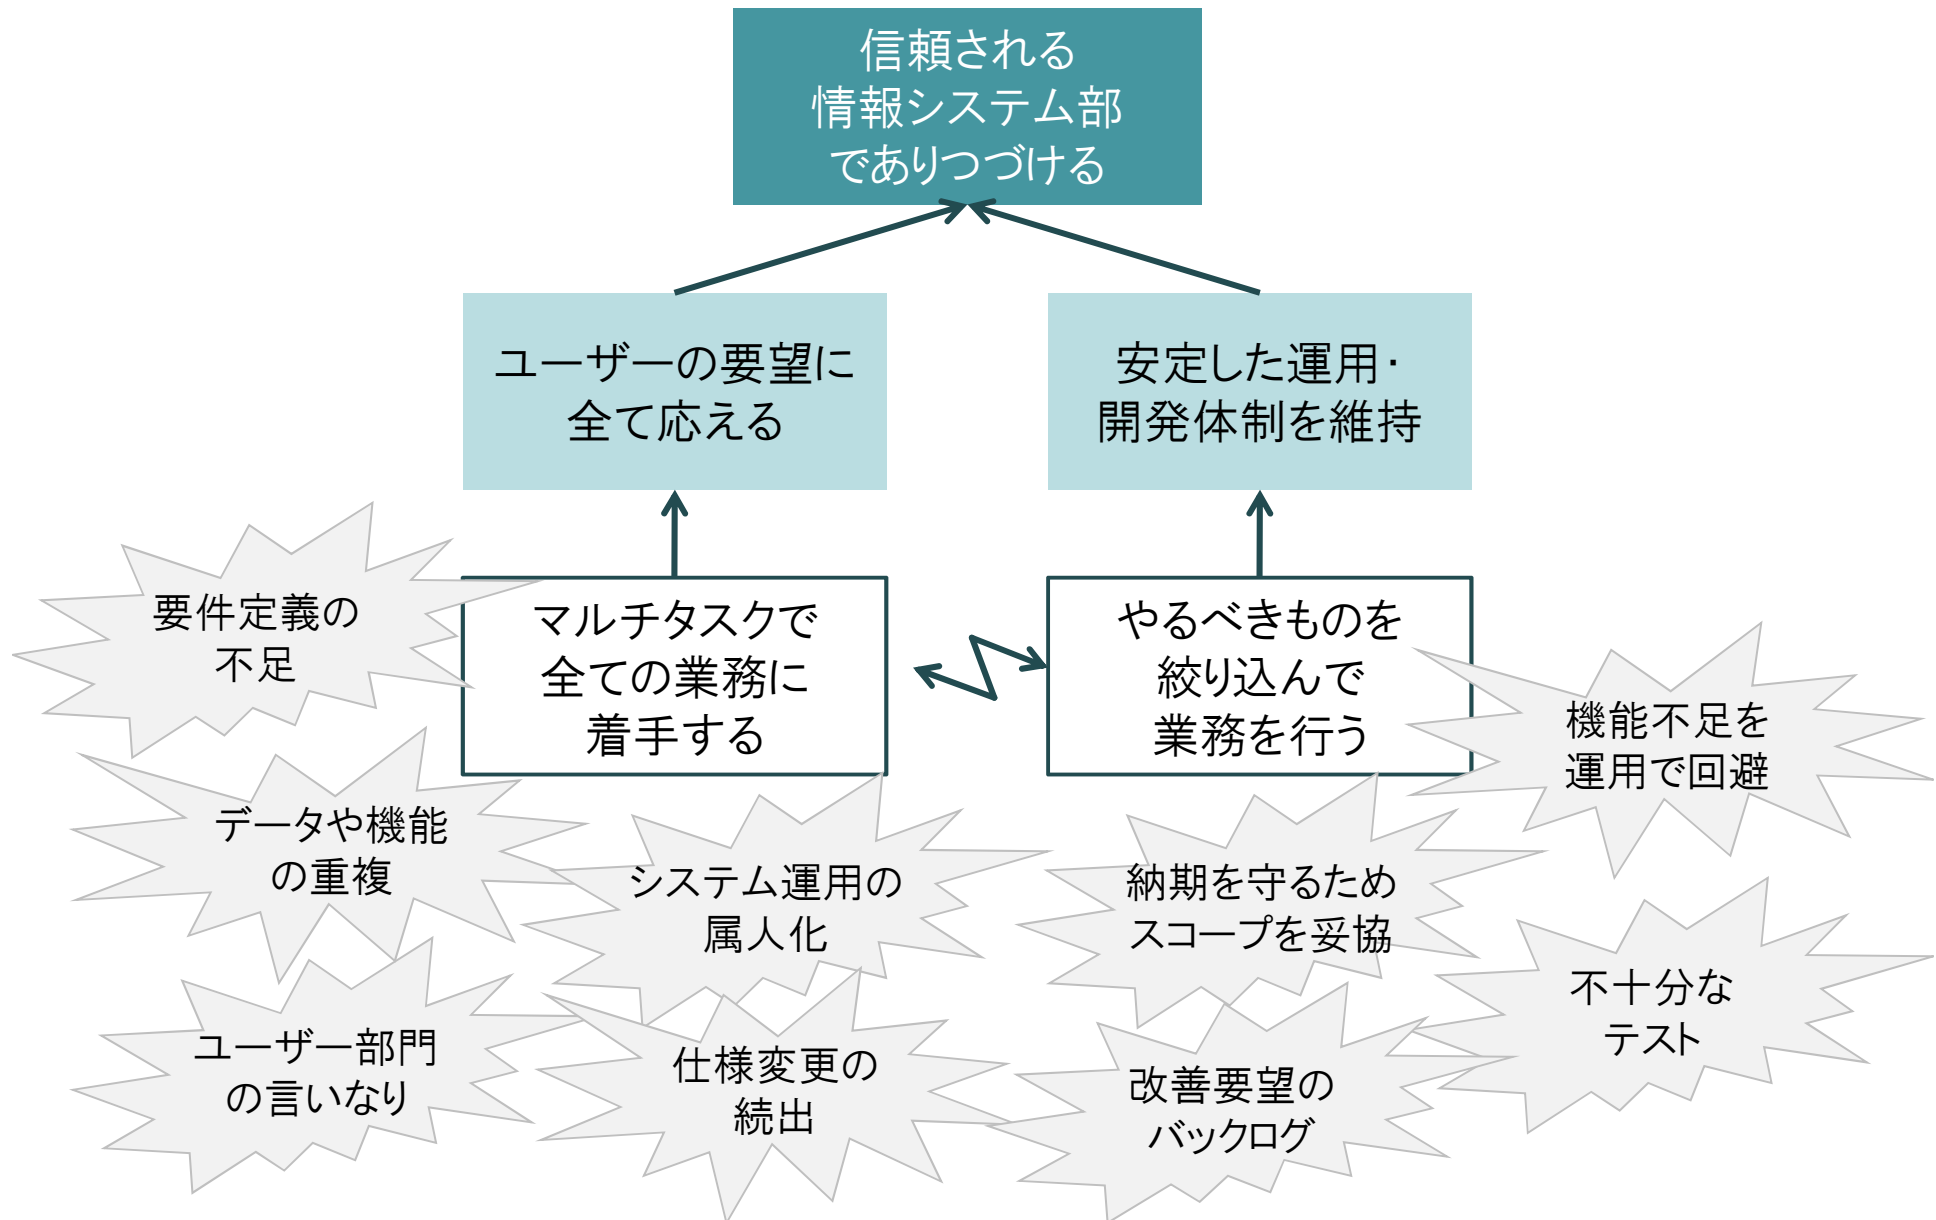 信頼される
情報システム部
でありつづける
ユーザーの要望に
全て応える
安定した運用・
開発体制を維持
マルチタスクで
全ての業務に
着手する
やるべきものを
絞り込んで
業務を行う
要件定義の
不足
機能不足を
運用で回避
データや機能
の重複
システム運用の
属人化
納期を守るため
スコープを妥協
不十分な
テスト
ユーザー部門
の言いなり
仕様変更の
続出
改善要望の
バックログ